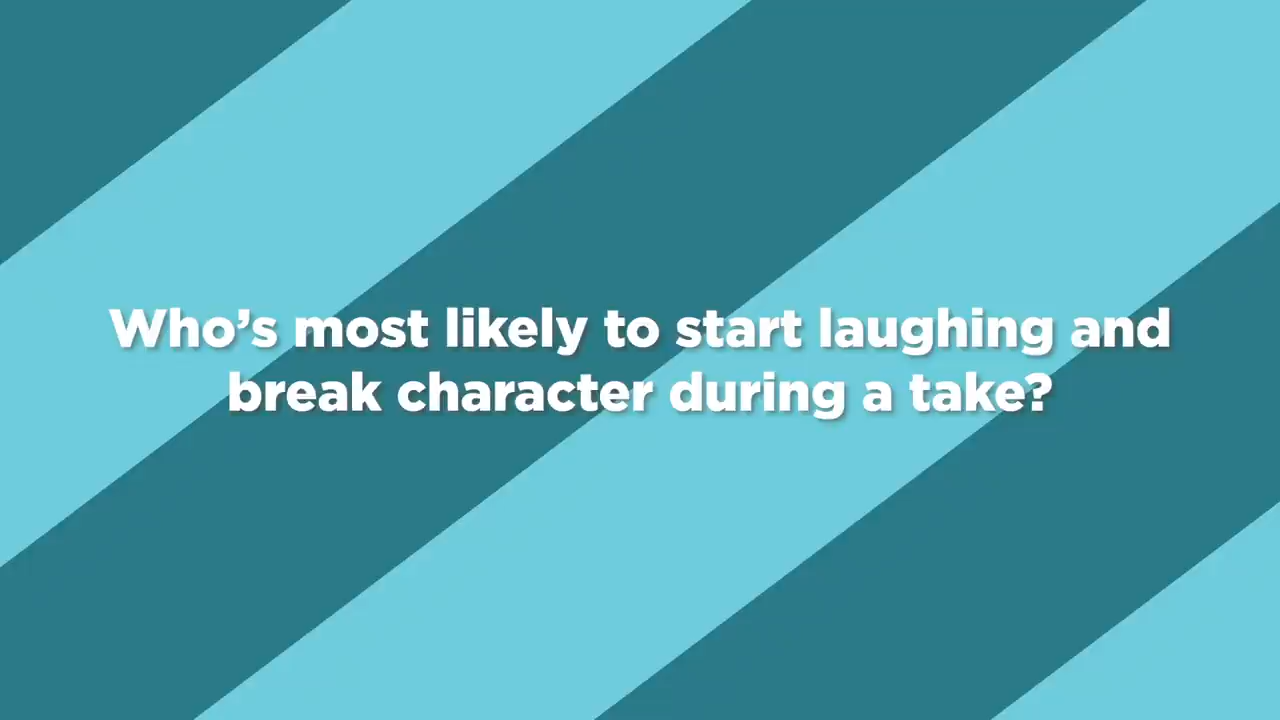 Who’s most likely to start laughing and
break character during a take?